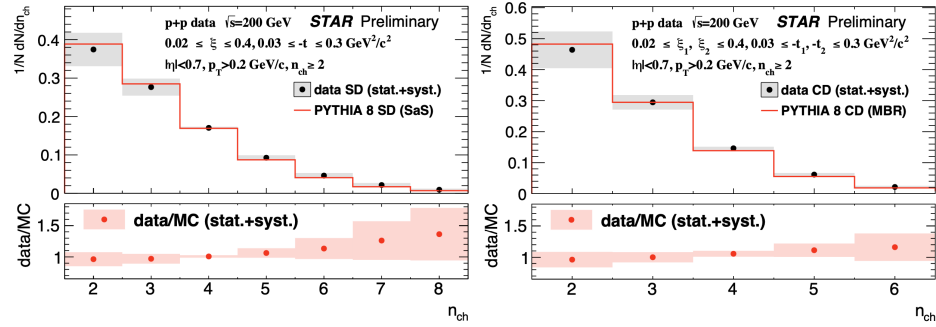 p+p data √s=200 GeV STAR Preliminary
0.02 ≤ ξ ≤ 0.4, 0.03 ≤ -t ≤ 0.3 GeV²/c²
|η|<0.7, p_T>0.2 GeV/c, n_ch ≥ 2
data SD (stat.+syst.)
PYTHIA 8 SD (SaS)
1/N dN/dn_ch
0.4
0.3
0.2
0.1
0
data/MC (stat.+syst.)
data/MC
1.5
1
2 3 4 5 6 7 8
n_ch
p+p data √s=200 GeV STAR Preliminary
0.02 ≤ ξ₁, ξ₂ ≤ 0.4, 0.03 ≤ -t₁, -t₂ ≤ 0.3 GeV²/c²
|η|<0.7, p_T>0.2 GeV/c, n_ch ≥ 2
data CD (stat.+syst.)
PYTHIA 8 CD (MBR)
1/N dN/dn_ch
0.6
0.5
0.4
0.3
0.2
0.1
0
data/MC (stat.+syst.)
data/MC
1.5
1
2 3 4 5 6
n_ch